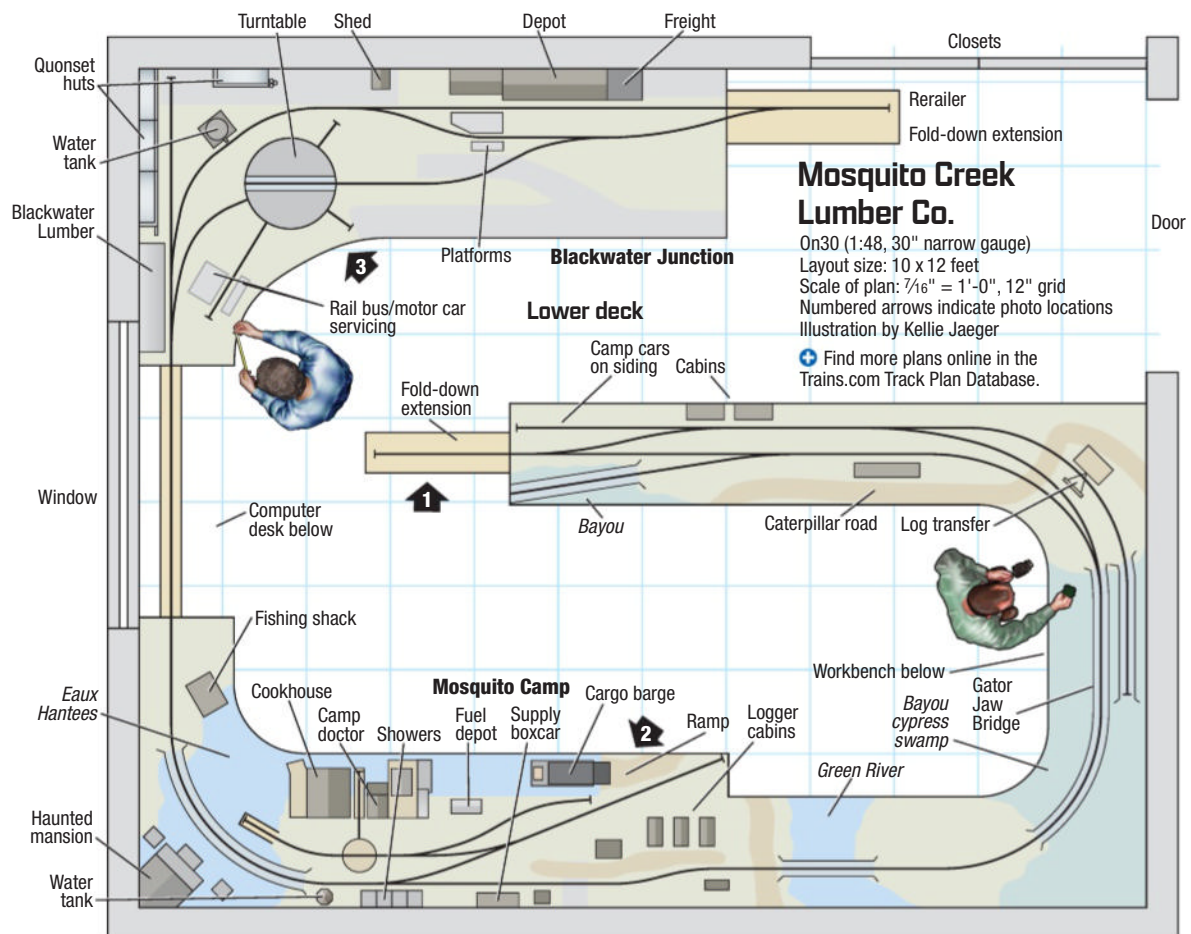 Turntable
Shed
Depot
Freight
Closets
Quonset
huts
Water
tank
Blackwater
Lumber
Rerailer
Fold-down extension
Mosquito Creek
Lumber Co.
On30 (1:48, 30" narrow gauge)
Layout size: 10 x 12 feet
Scale of plan: 7/16" = 1'-0", 12" grid
Numbered arrows indicate photo locations
Illustration by Kellie Jaeger
Find more plans online in the
Trains.com Track Plan Database.
Door
Platforms
Blackwater Junction
3
Rail bus/motor car
servicing
Lower deck
Camp cars
on siding
Cabins
Fold-down
extension
Window
1
Computer
desk below
Bayou
Caterpillar road
Log transfer
Fishing shack
Workbench below
Eaux
Hantees
Cookhouse
Mosquito Camp
Camp
doctor
Showers
Fuel
depot
Supply
boxcar
Cargo barge
2
Ramp
Logger
cabins
Bayou
cypress
swamp
Gator
Jaw
Bridge
Green River
Haunted
mansion
Water
tank